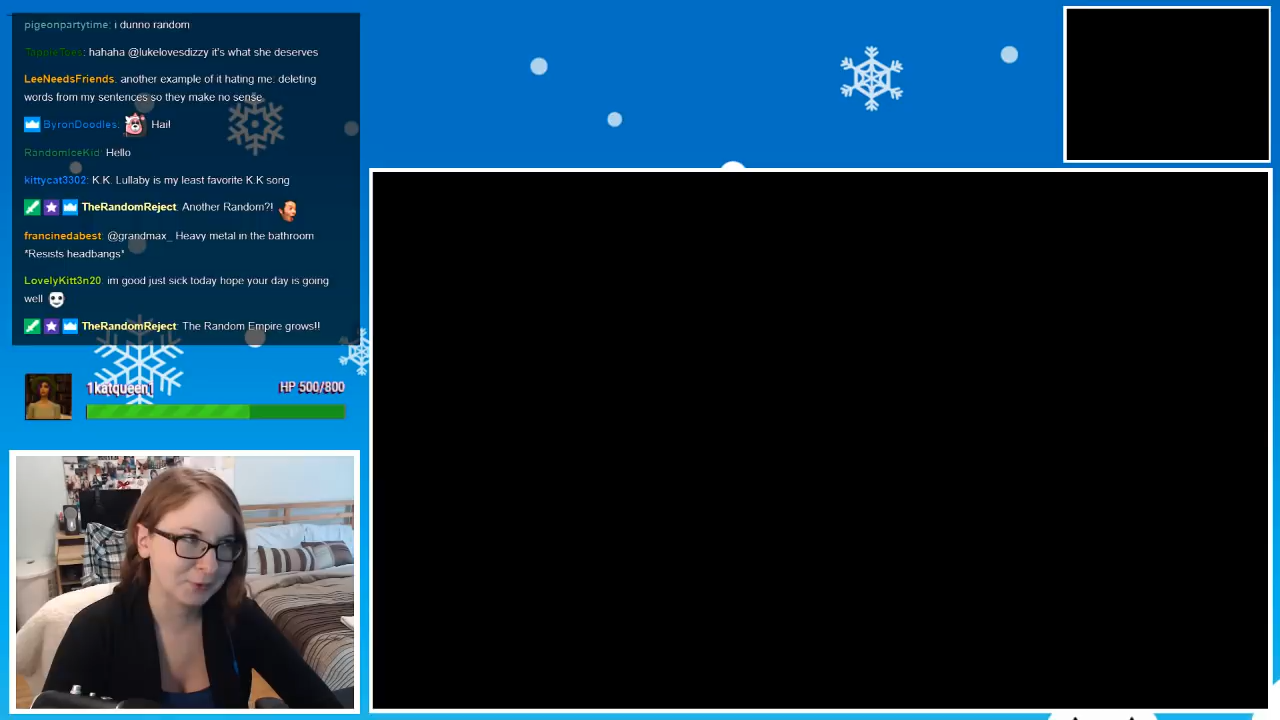 pigeonpartytime: i dunno random
TappieToes: hahaha @lukelovesdizzy it's what she deserves
LeeNeedsFriends: another example of it hating me: deleting
words from my sentences so they make no sense
ByronDoodles: Hail
RandomIceKid: Hello
kittycat3302: K.K. Lullaby is my least favorite K.K song
TheRandomReject: Another Random?!
francinedabest: @grandmax_ Heavy metal in the bathroom
*Resists headbangs*
LovelyKitt3n20: im good just sick today hope your day is going
well
TheRandomReject: The Random Empire grows!!
1katqueen1 HP 500/800